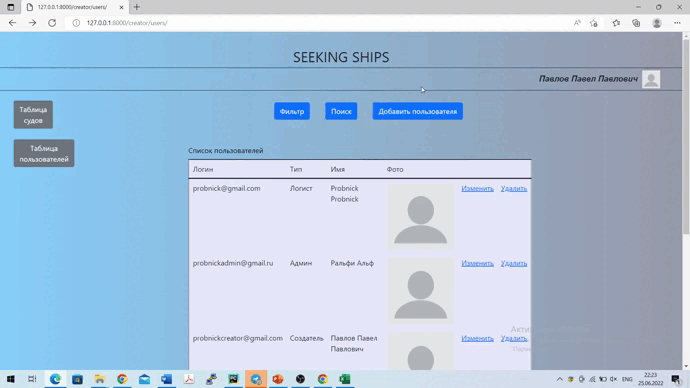 127.0.0.1:8000/creator/users/
127.0.0.1:8000/creator/users/
SEEKING SHIPS
Павлов Павел Павлович
Таблица
судов
Таблица
пользователей
Фильтр
Поиск
Добавить пользователя
Список пользователей
Логин Тип Имя Фото
probnick@gmail.com Логист Probnick Изменить Удалить
Probnick
probnickadmin@gmail.ru Админ Ральфи Альф Изменить Удалить
probnickcreator@gmail.com Создатель Павлов Павел Изменить Удалить
Павлович
ENG
22:23
25.06.2022